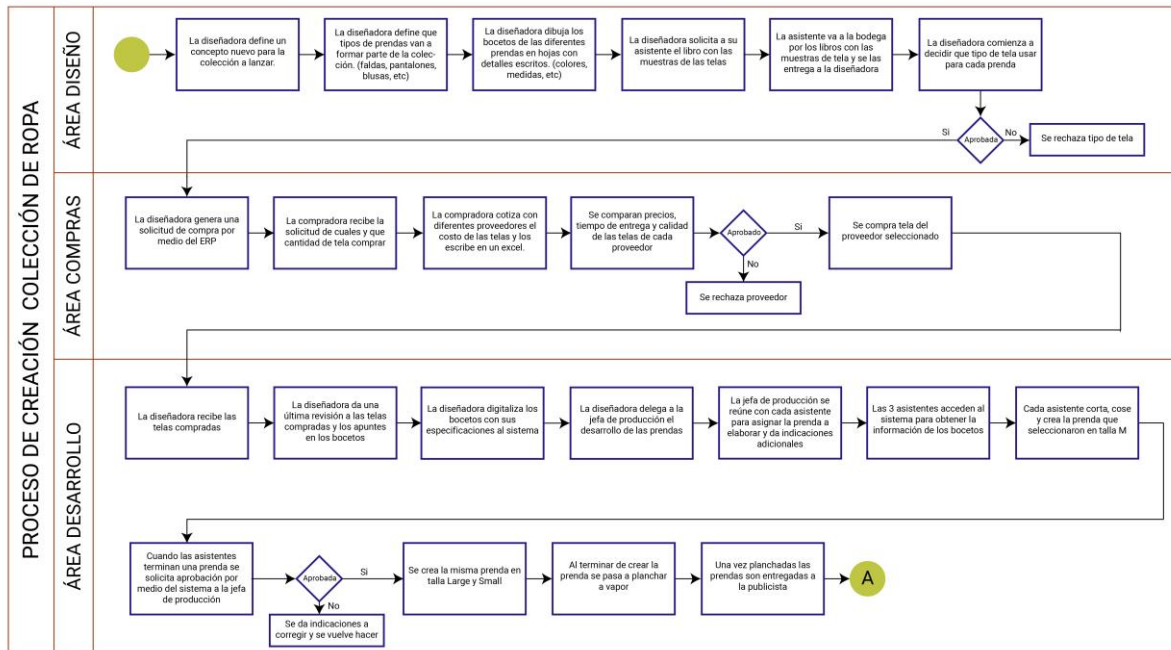 PROCESO DE CREACIÓN COLECCIÓN DE ROPA
ÁREA DISEÑO
La diseñadora define un
concepto nuevo para la
colección a lanzar.
La diseñadora define que
tipos de prendas van a
formar parte de la colec-
ción. (faldas, pantalones,
blusas, etc)
La diseñadora dibuja los
bocetos de las diferentes
prendas en hojas con
detalles escritos. (colores,
medidas, etc)
La diseñadora solicita a su
asistente el libro con las
muestras de las telas
La asistente va a la bodega
por los libros con las
muestras de tela y se las
entrega a la diseñadora
La diseñadora comienza a
decidir que tipo de tela usar
para cada prenda
Si
Aprobada
No
Se rechaza tipo de tela
ÁREA COMPRAS
La diseñadora genera una
solicitud de compra por
medio del ERP
La compradora recibe la
solicitud de cuales y que
cantidad de tela comprar
La compradora cotiza con
diferentes proveedores el
costo de las telas y los
escribe en un excel.
Se comparan precios,
tiempo de entrega y calidad
de las telas de cada
proveedor
Aprobado
Si
No
Se compra tela del
proveedor seleccionado
Se rechaza proveedor
ÁREA DESARROLLO
La diseñadora recibe las
telas compradas
La diseñadora da una
última revisión a las telas
compradas y los apuntes
en los bocetos
La diseñadora digitaliza los
bocetos con sus
especificaciones al sistema
La diseñadora delega a la
jefa de producción el
desarrollo de las prendas
La jefa de producción se
reúne con cada asistente
para asignar la prenda a
elaborar y da indicaciones
adicionales
Las 3 asistentes acceden al
sistema para obtener la
información de los bocetos
Cada asistente corta, cose
y crea la prenda que
seleccionaron en talla M
Cuando las asistentes
terminan una prenda se
solicita aprobación por
medio del sistema a la jefa
de producción
Aprobada
Si
No
Se da indicaciones a
corregir y se vuelve hacer
Se crea la misma prenda en
talla Large y Small
Al terminar de crear la
prenda se pasa a planchar a
vapor
Una vez planchadas las
prendas son entregadas a
la publicista
A